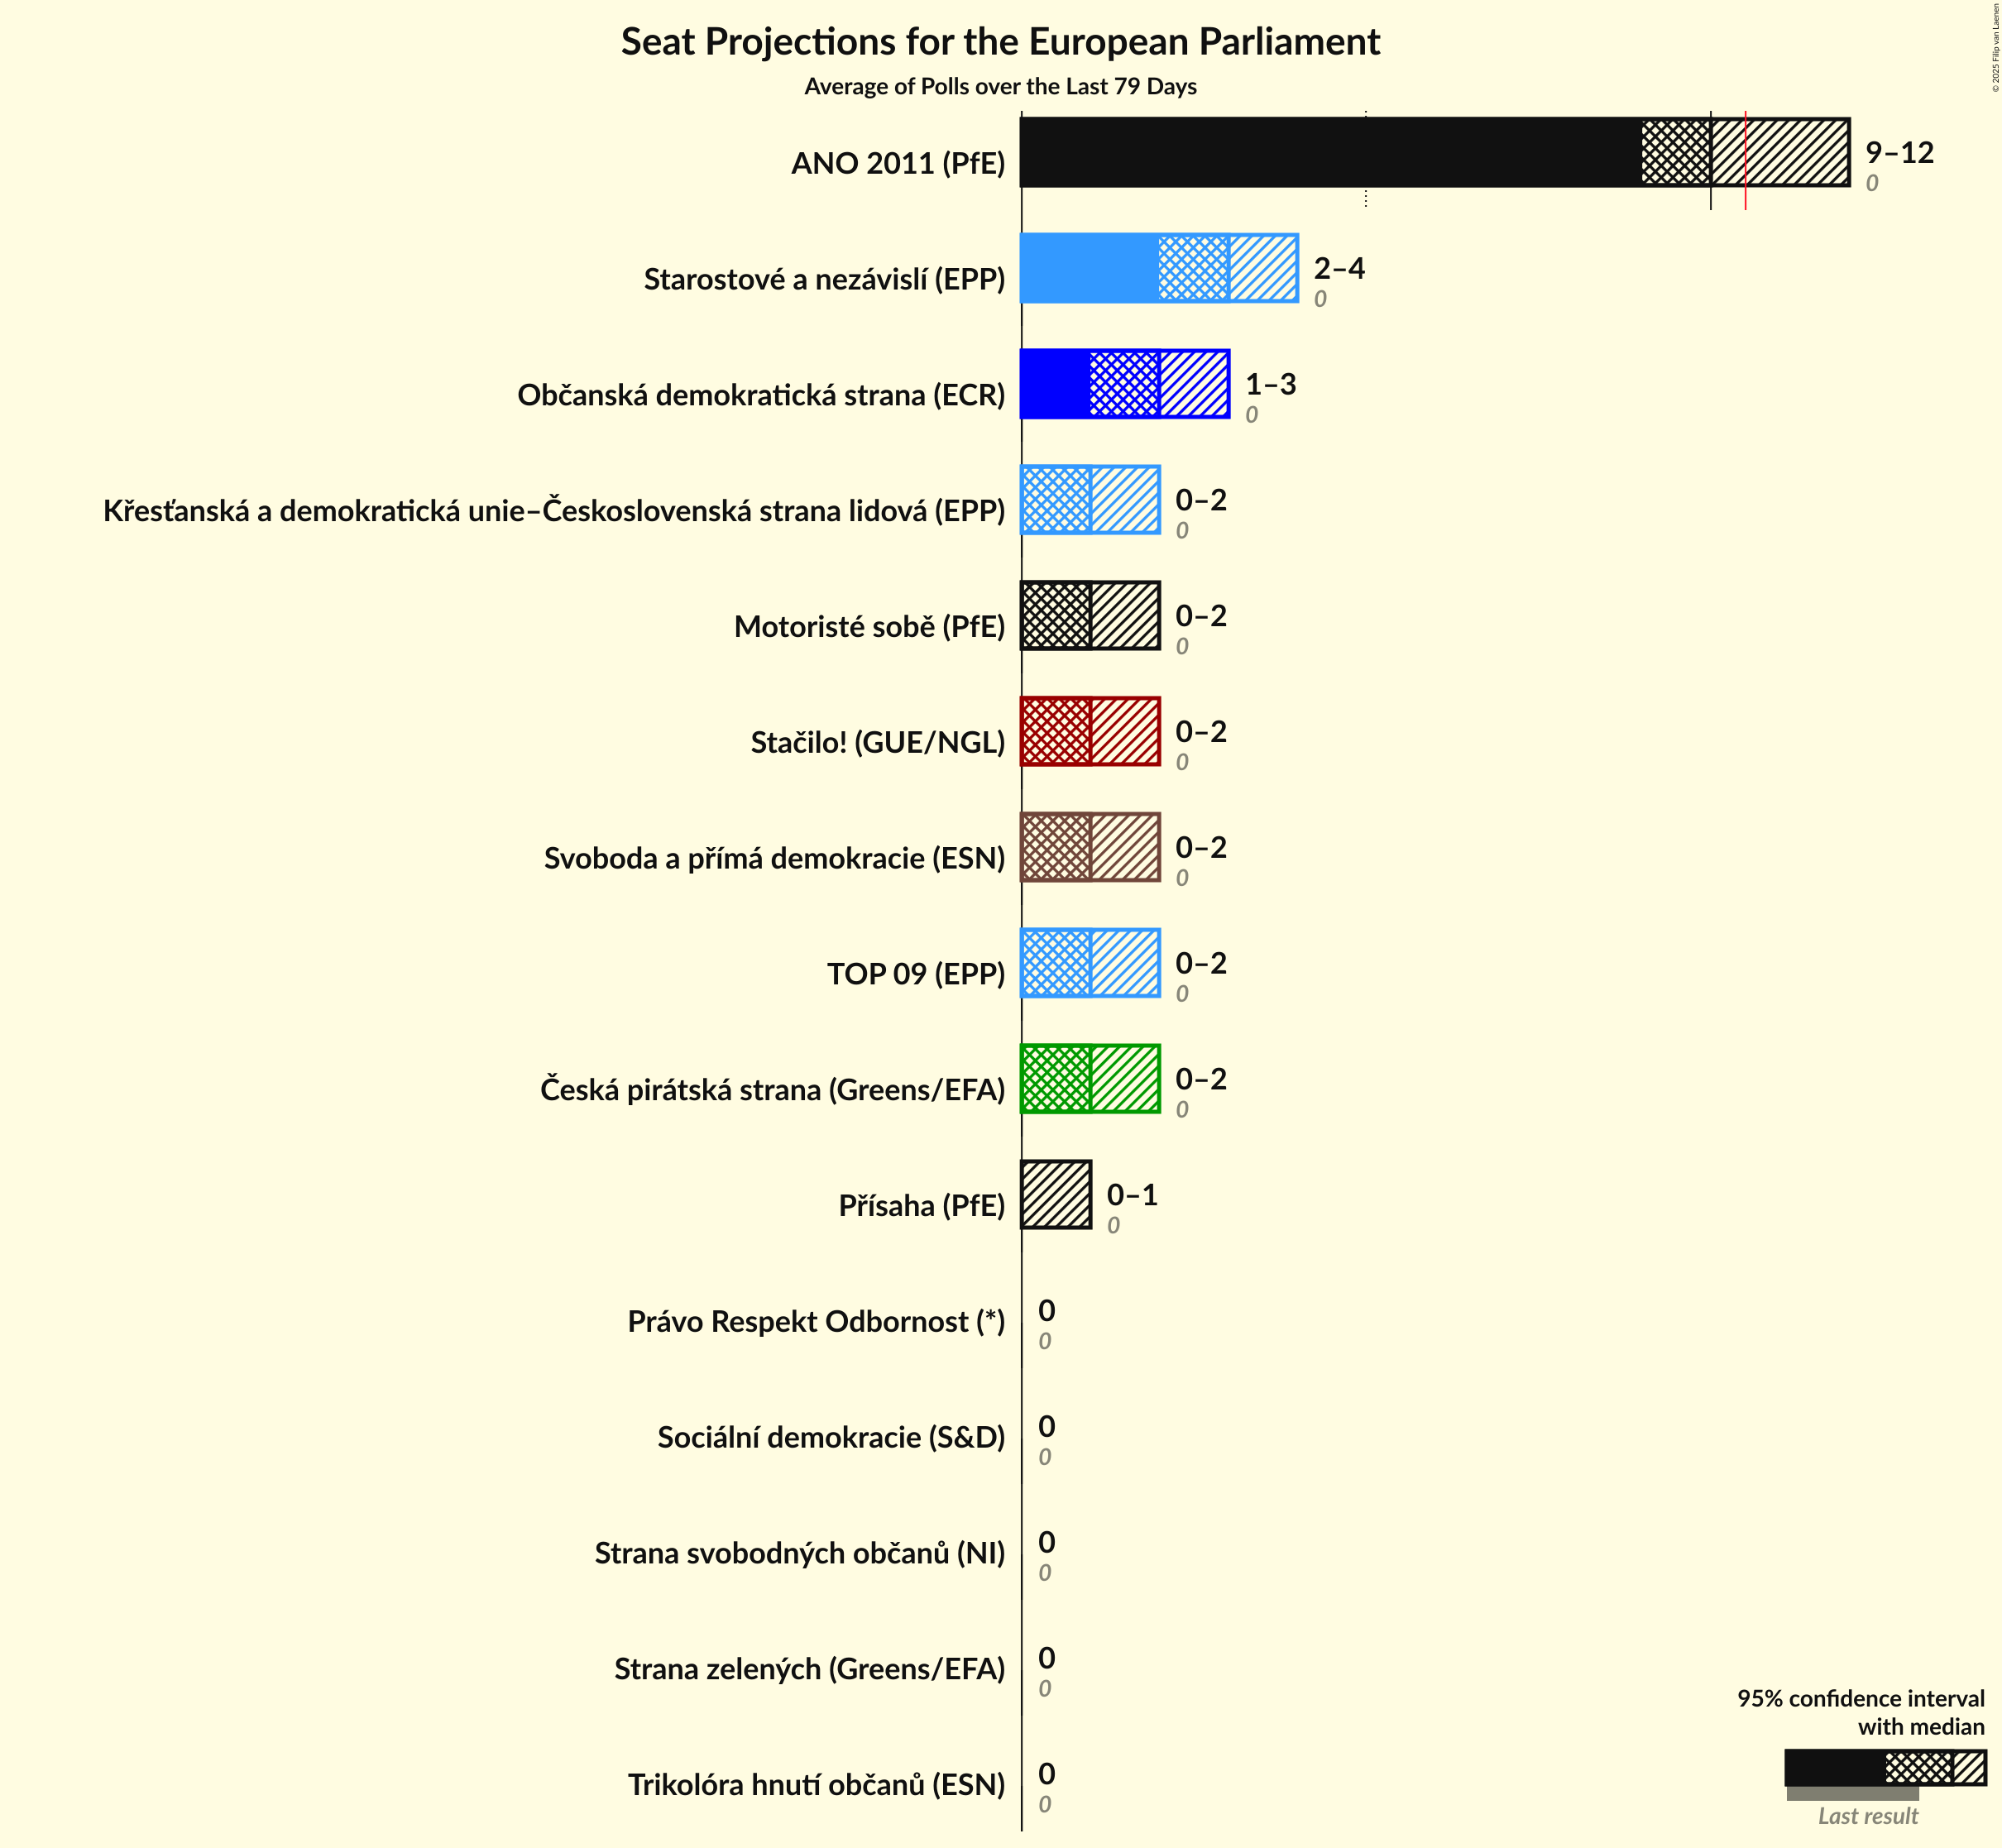 Seat Projections for the European Parliament
Average of Polls over the Last 79 Days
© 2025 Filip van Laenen
ANO 2011 (PfE)
9–12
0
Starostové a nezávislí (EPP)
2–4
0
Občanská demokratická strana (ECR)
1–3
0
Křesťanská a demokratická unie–Československá strana lidová (EPP)
0–2
0
Motoristé sobě (PfE)
0–2
0
Stačilo! (GUE/NGL)
0–2
0
Svoboda a přímá demokracie (ESN)
0–2
0
TOP 09 (EPP)
0–2
0
Česká pirátská strana (Greens/EFA)
0–2
0
Přísaha (PfE)
0–1
0
Právo Respekt Odbornost (*)
0
0
Sociální demokracie (S&D)
0
0
Strana svobodných občanů (NI)
0
0
Strana zelených (Greens/EFA)
0
0
Trikolóra hnutí občanů (ESN)
0
0
95% confidence interval
with median
Last result